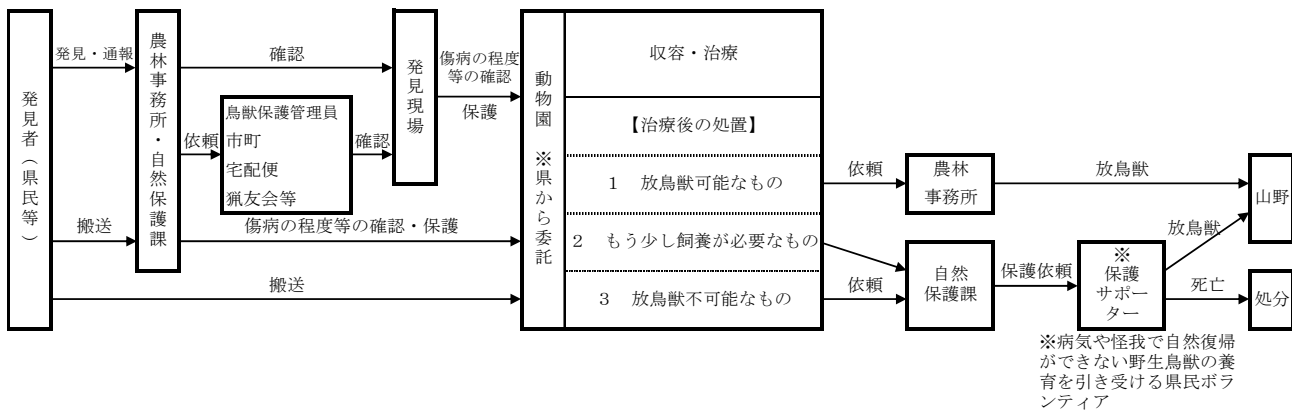 発見者（県民等）
発見・通報
搬送
農林事務所・自然保護課
確認
依頼
鳥獣保護管理員
市町
宅配便
猟友会等
確認
発見現場
傷病の程度
等の確認
保護
傷病の程度等の確認・保護
搬送
動物園 ※県から委託
収容・治療
【治療後の処置】
1 放鳥獣可能なもの
2 もう少し飼養が必要なもの
3 放鳥獣不可能なもの
依頼
農林
事務所
放鳥獣
山野
依頼
自然
保護課
保護依頼
※
保護
サポー
ター
放鳥獣
死亡
処分
※病気や怪我で自然復帰
ができない野生鳥獣の養
育を引き受ける県民ボラ
ンティア